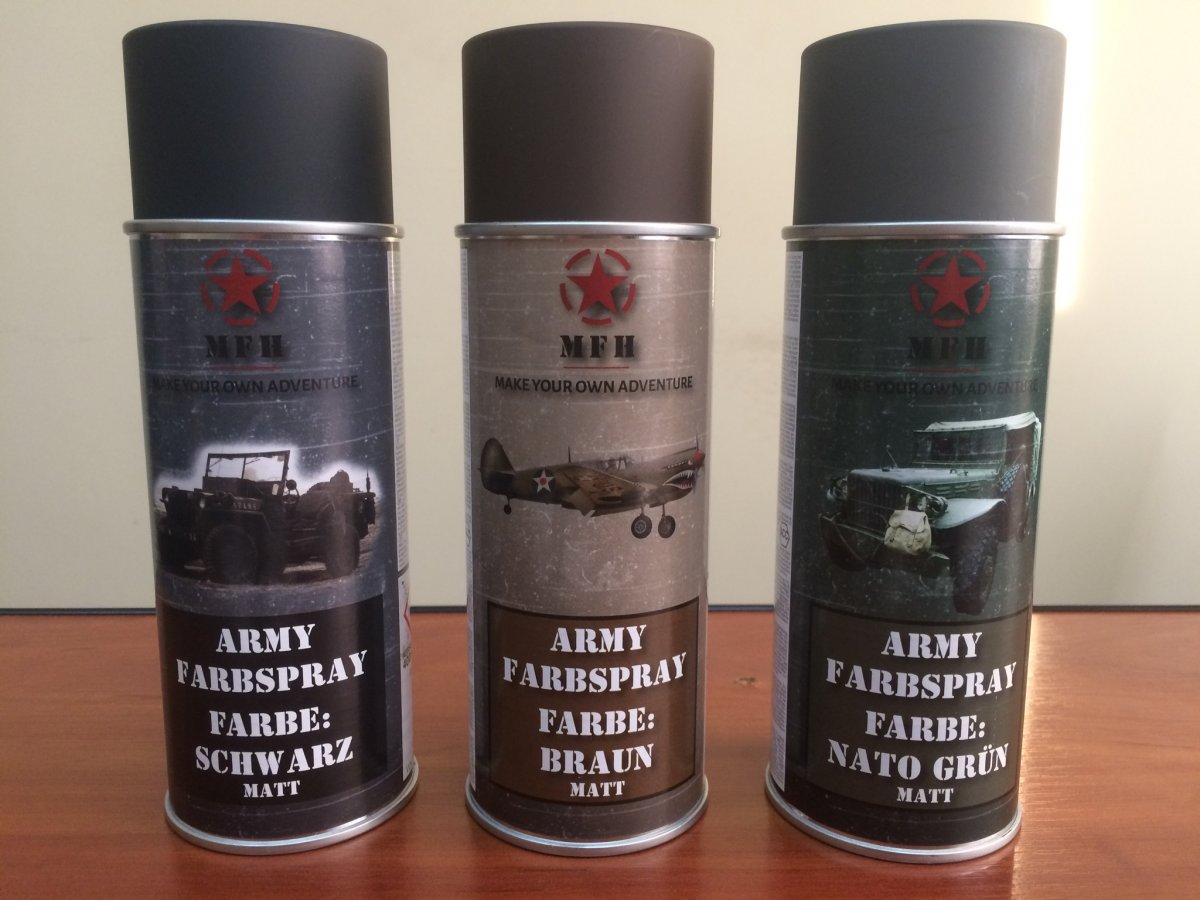 MFH
MAKE YOUR OWN ADVENTURE
ARMY
FARBSPRAY
FARBE:
SCHWARZ
MATT
MFH
MAKE YOUR OWN ADVENTURE
ARMY
FARBSPRAY
FARBE:
BRAUN
MATT
MFH
MAKE YOUR OWN ADVENTURE
ARMY
FARBSPRAY
FARBE:
NATO GRÜN
MATT